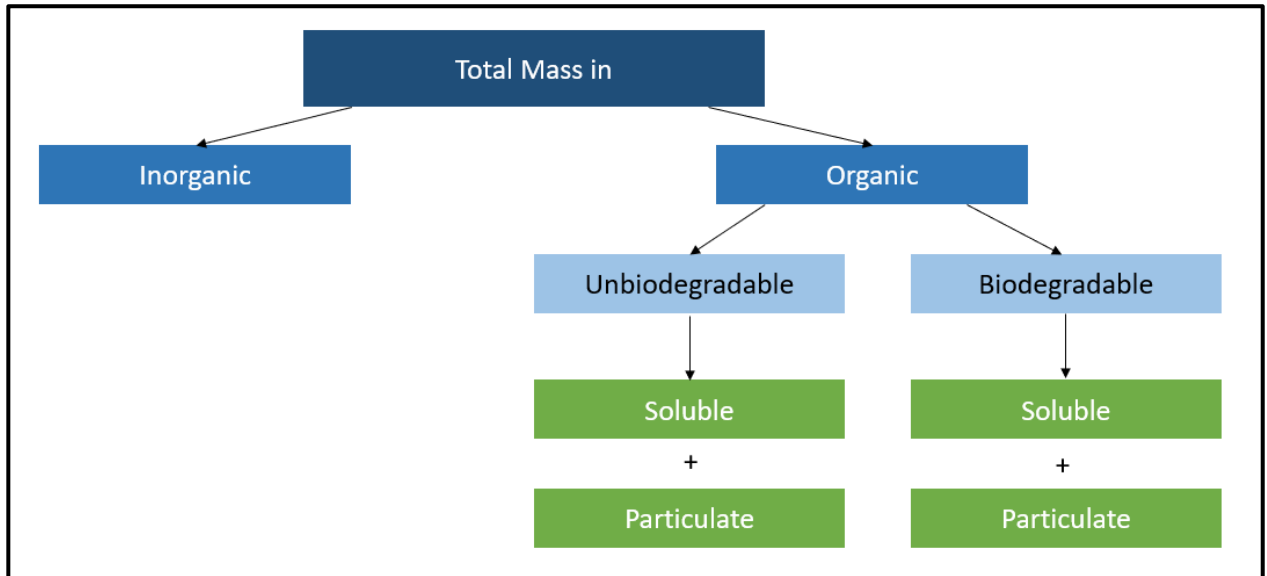 Total Mass in
Inorganic
Organic
Unbiodegradable
Biodegradable
Soluble
Soluble
+
+
Particulate
Particulate